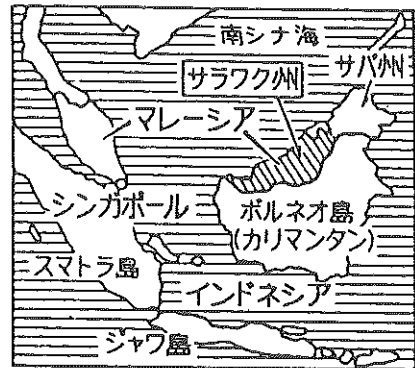 南シナ海
サラワク州
サバ州
マレーシア
シンガポール
ボルネオ島
(カリマンタン)
スマトラ島
インドネシア
ジャワ島